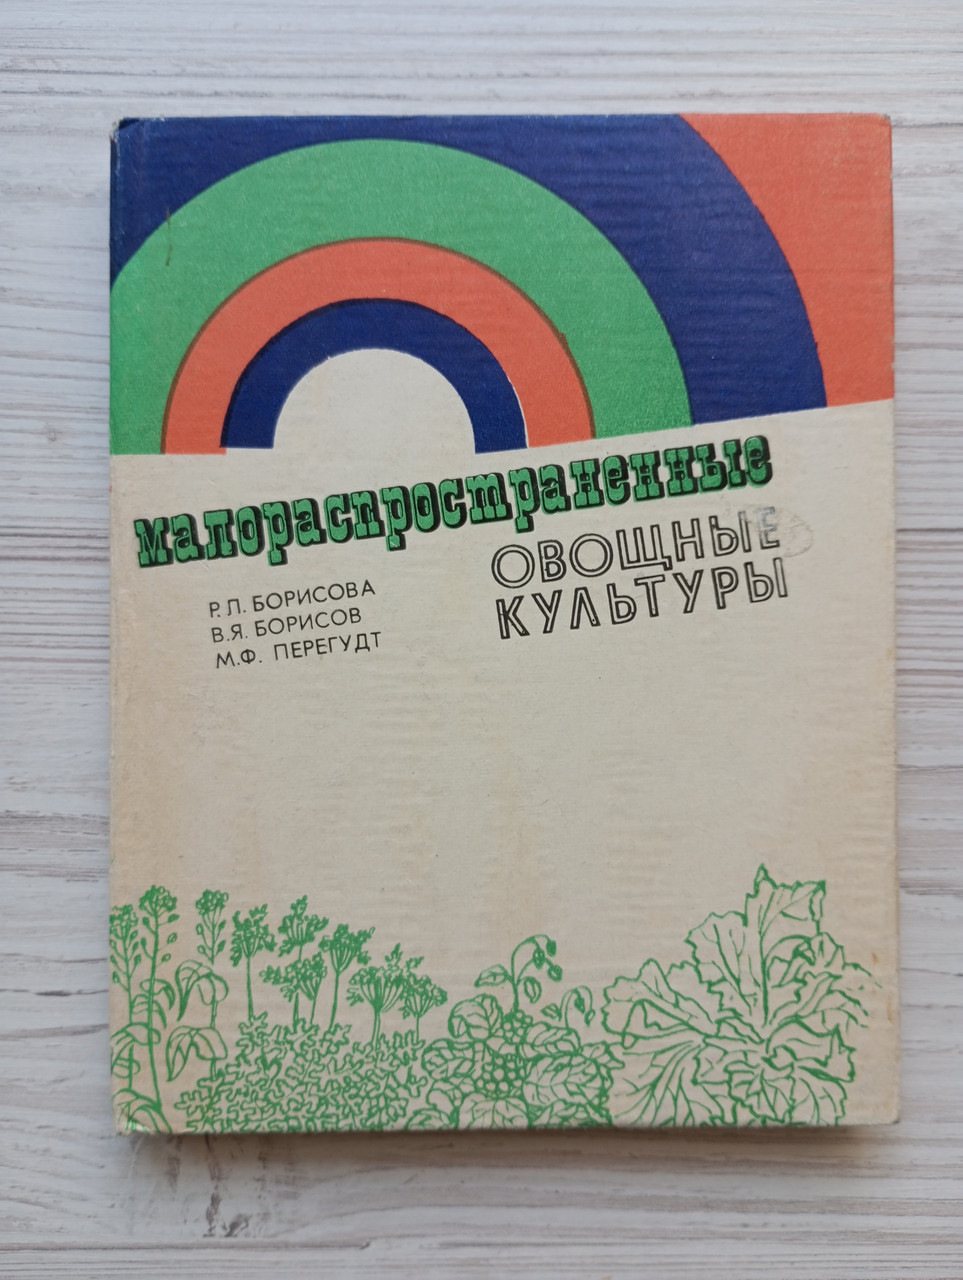 малораспространенные
ОВОЩНЫЕ
КУЛЬТУРЫ
Р.Л. БОРИСОВА
В.Я. БОРИСОВ
М.Ф. ПЕРЕГУДТ